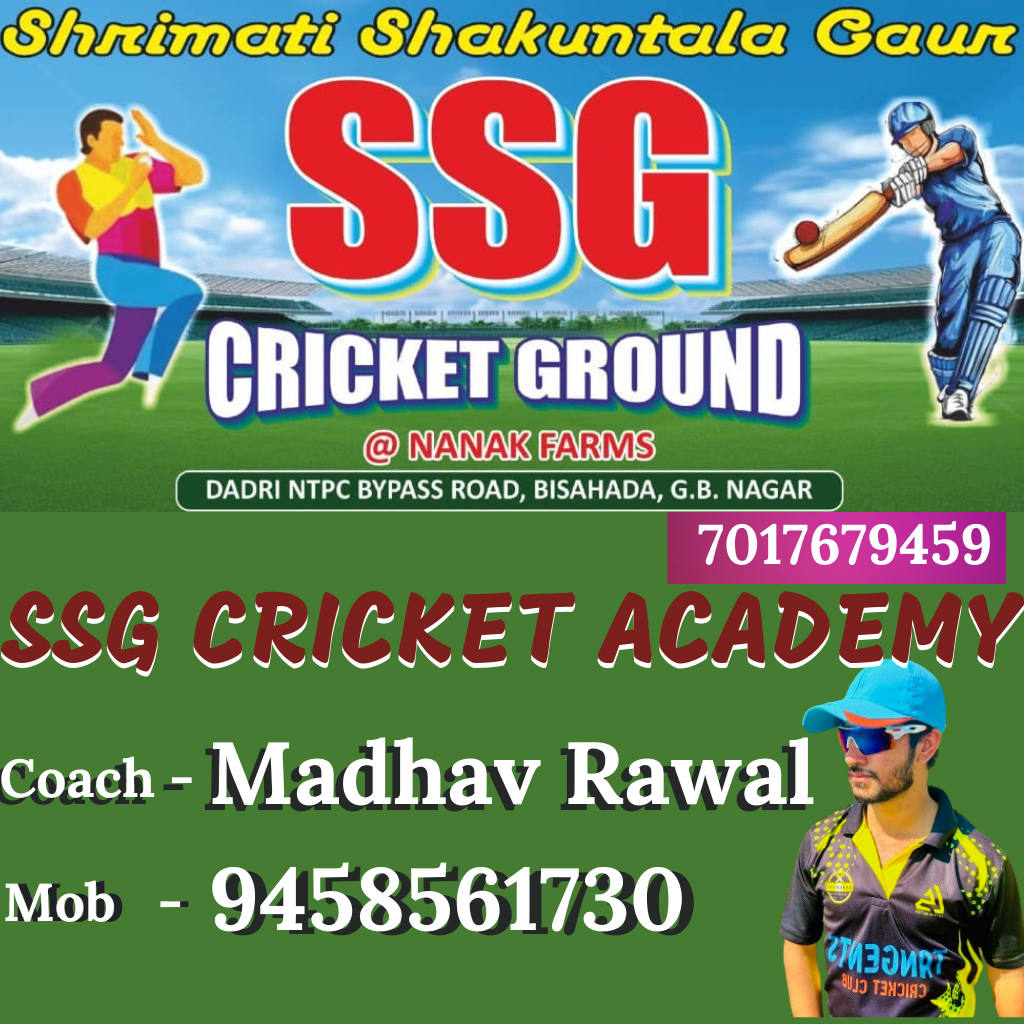 Shrimati Shakuntala Gaur
SSG
CRICKET GROUND
@ NANAK FARMS
DADRI NTPC BYPASS ROAD, BISAHADA, G.B. NAGAR
7017679459
SSG CRICKET ACADEMY
Coach - Madhav Rawal
Mob - 9458561730
TANGENTS
CRICKET CLUB